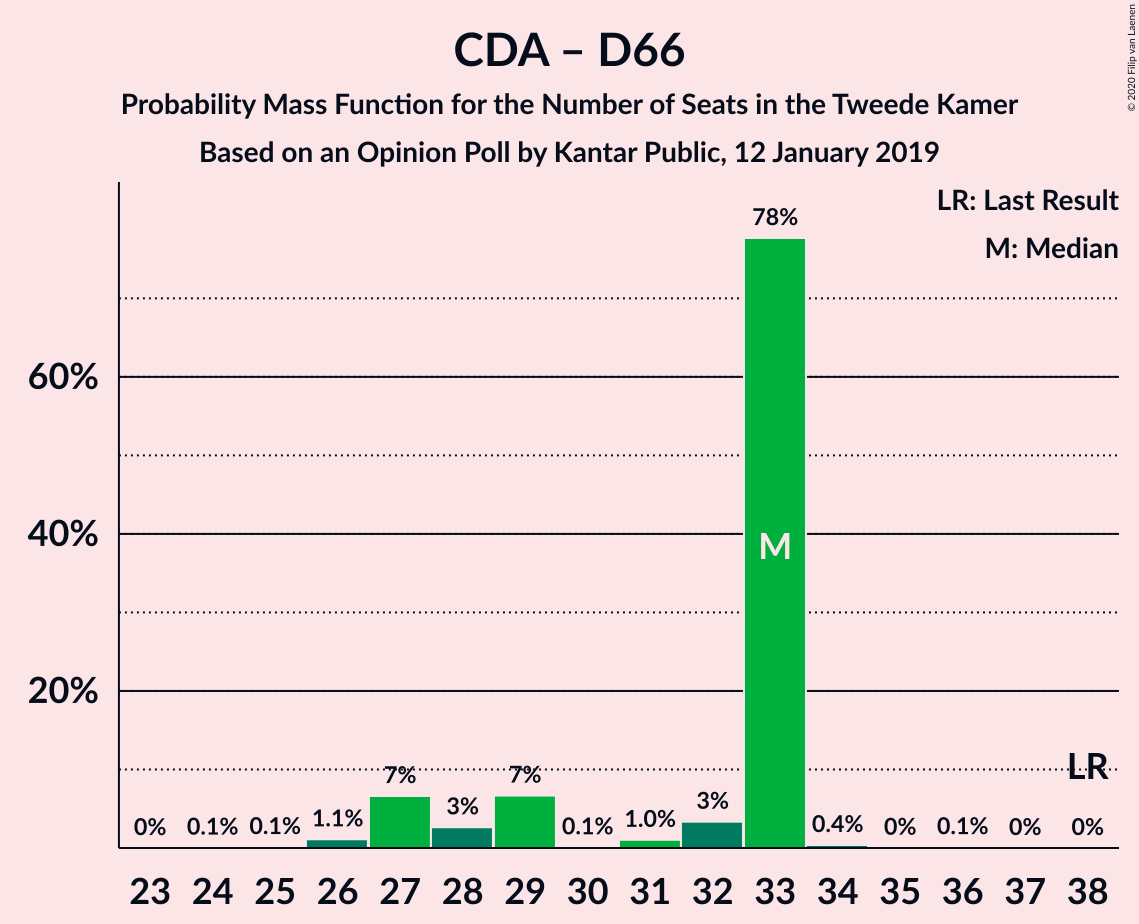 CDA – D66
Probability Mass Function for the Number of Seats in the Tweede Kamer
Based on an Opinion Poll by Kantar Public, 12 January 2019
© 2020 Filip van Laenen
LR: Last Result
M: Median
60%
40%
20%
0% 0.1% 0.1% 1.1% 7% 3% 7% 0.1% 1.0% 3% 78% 0.4% 0% 0.1% 0% 0%
M
LR
23 24 25 26 27 28 29 30 31 32 33 34 35 36 37 38